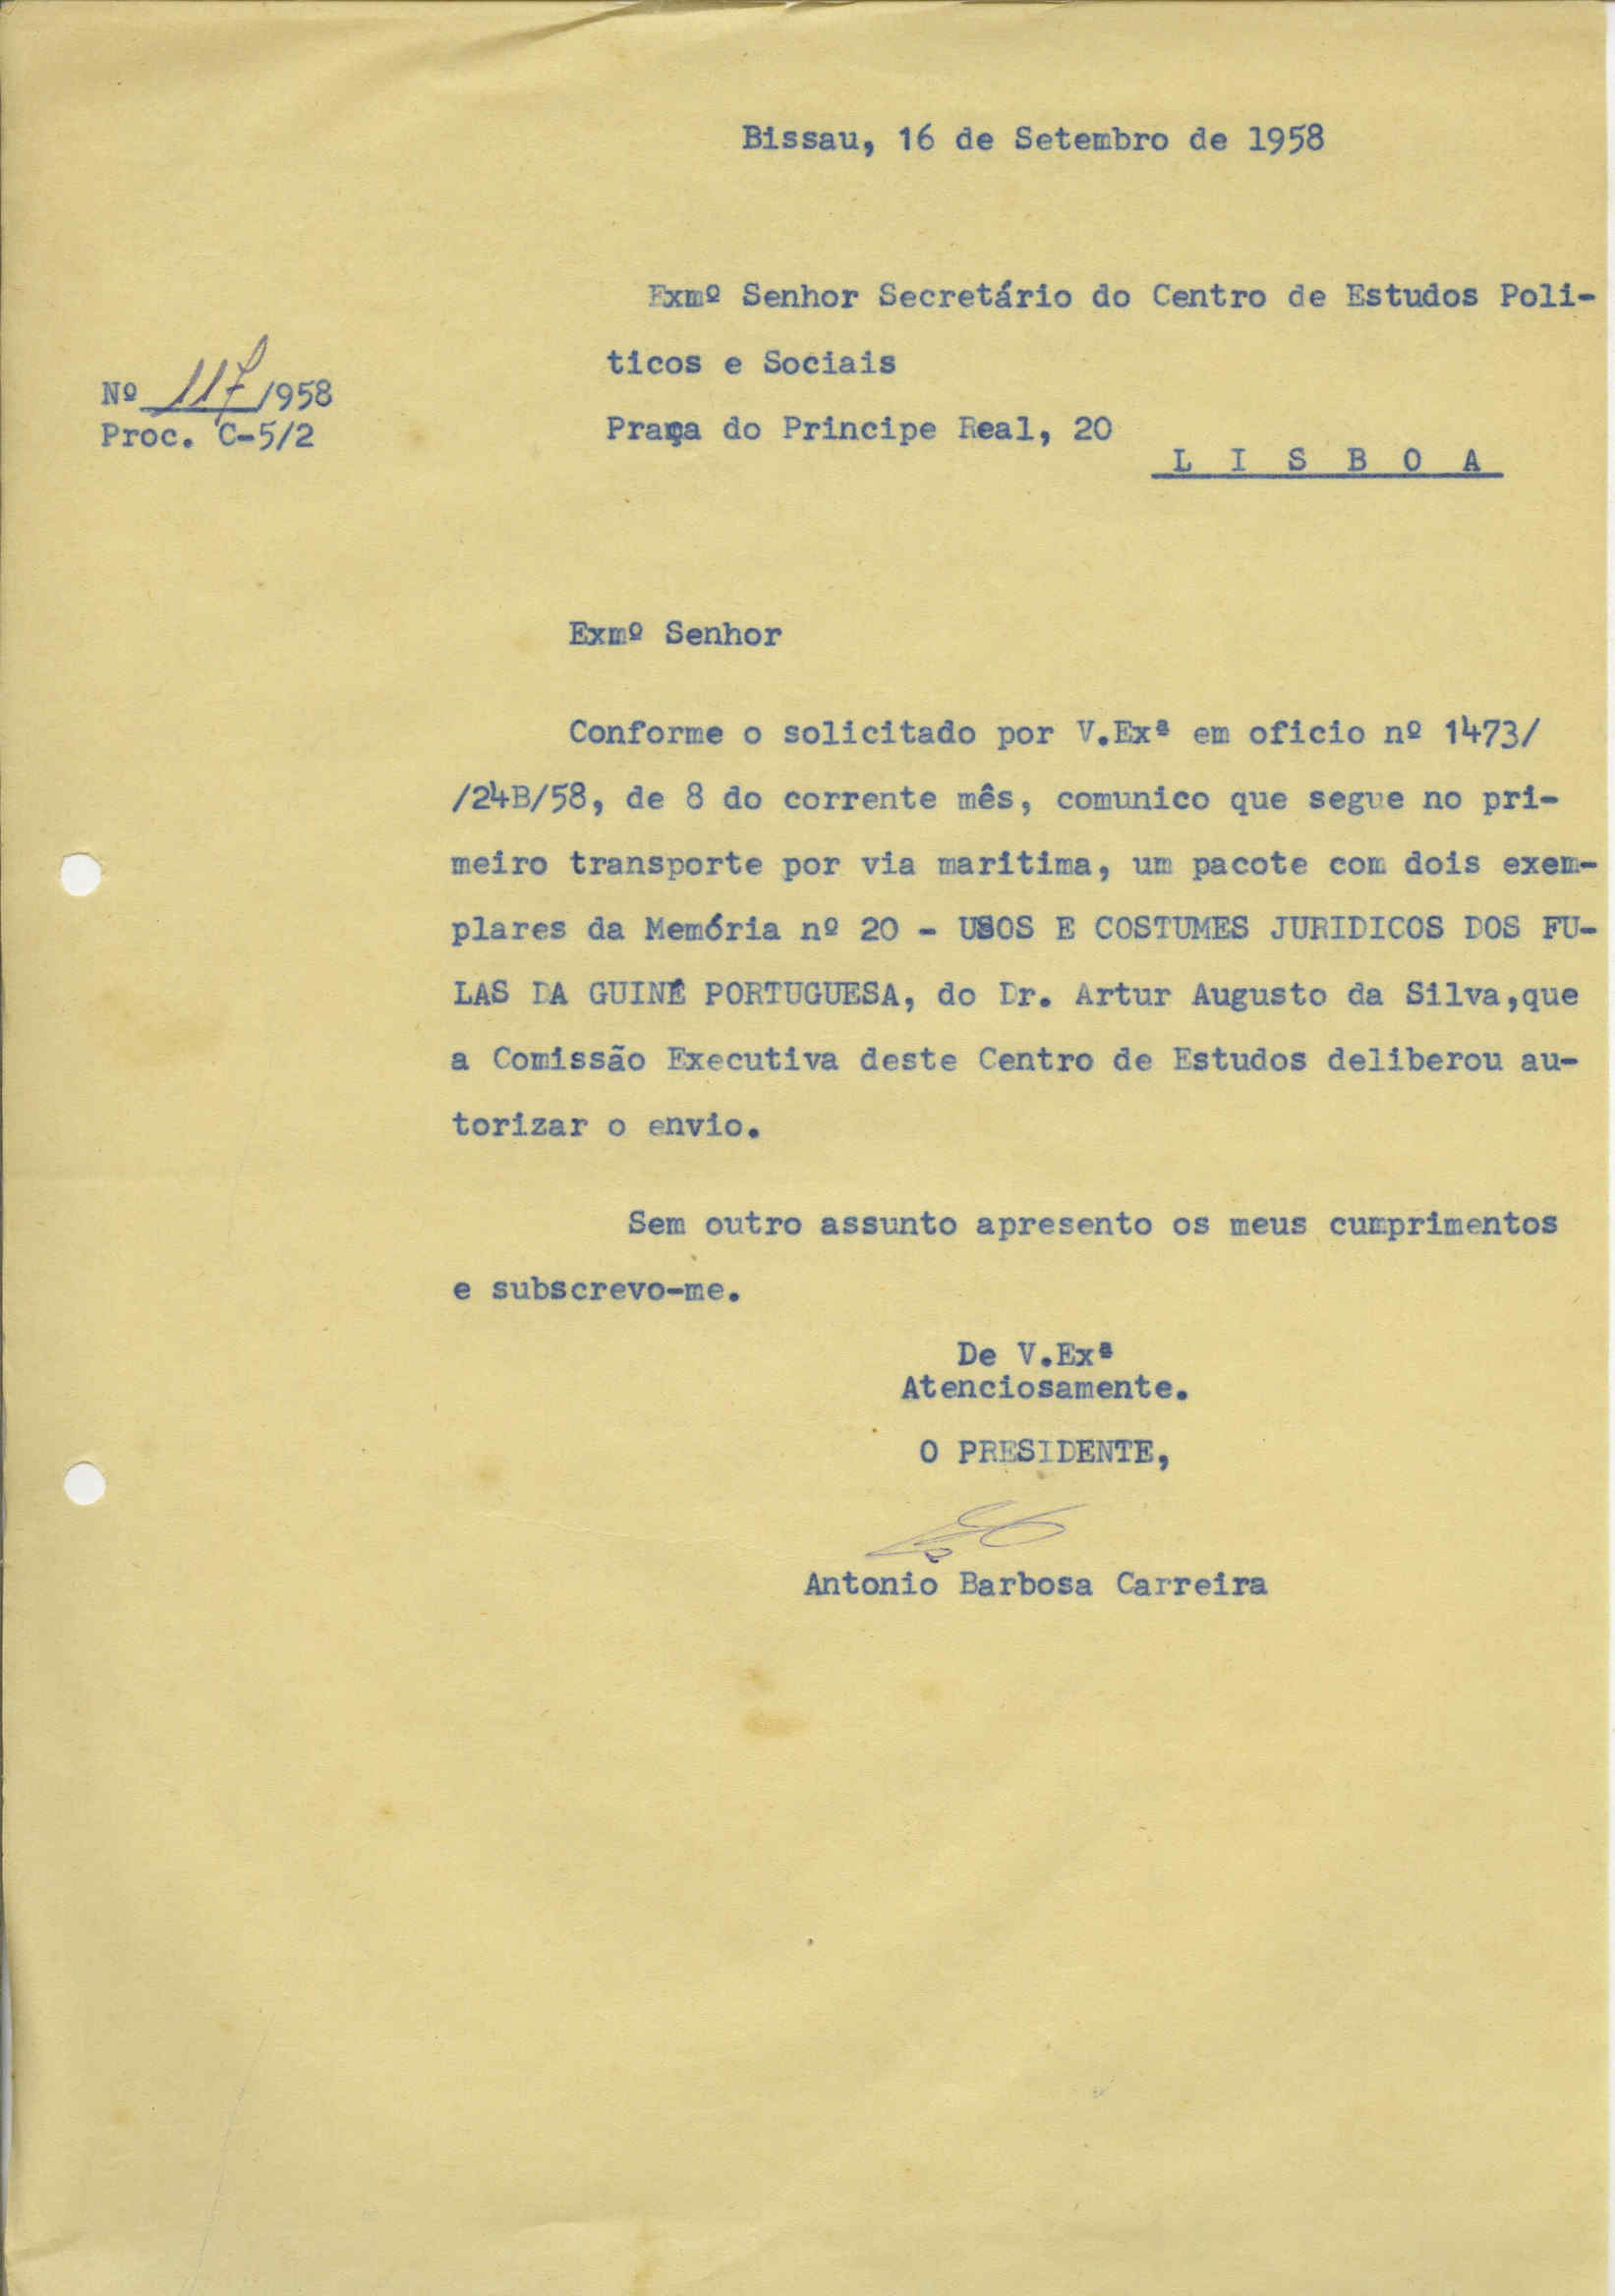 Bissau, 16 de Setembro de 1958
Exmº Senhor Secretário do Centro de Estudos Poli-
ticos e Sociais
Nº 117/1958
Proc. C-5/2
Praça do Principe Real, 20
L I S B O A
Exmº Senhor
Conforme o solicitado por V.Exª em oficio nº 1473/
/24B/58, de 8 do corrente mês, comunico que segue no pri-
meiro transporte por via maritima, um pacote com dois exem-
plares da Memória nº 20 - USOS E COSTUMES JURIDICOS DOS FU-
LAS DA GUINÉ PORTUGUESA, do Dr. Artur Augusto da Silva,que
a Comissão Executiva deste Centro de Estudos deliberou au-
torizar o envio.
Sem outro assunto apresento os meus cumprimentos
e subscrevo-me.
De V.Exª
Atenciosamente.
O PRESIDENTE,
Antonio Barbosa Carreira